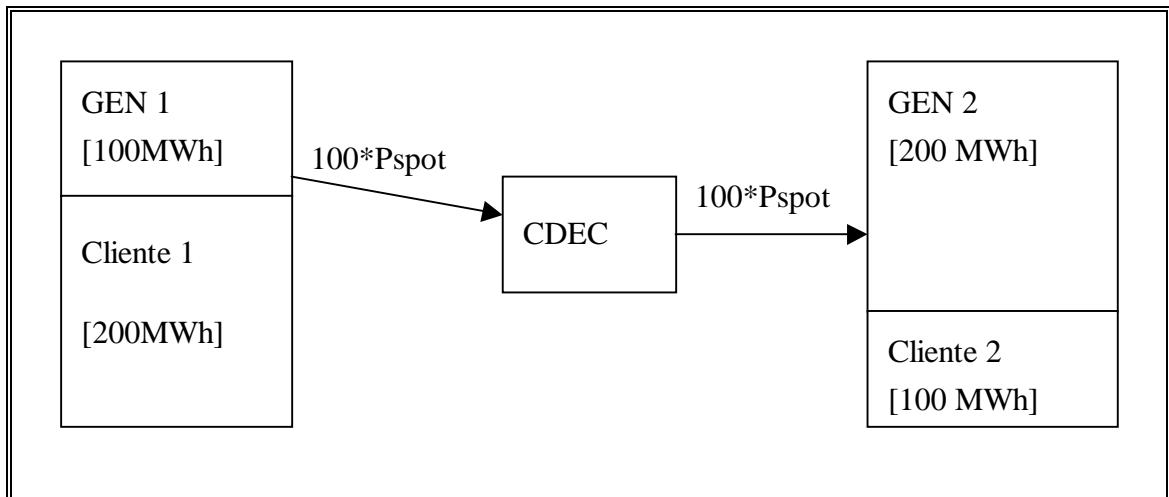 GEN 1
[100MWh]
Cliente 1
[200MWh]
100*Pspot
CDEC
100*Pspot
GEN 2
[200 MWh]
Cliente 2
[100 MWh]